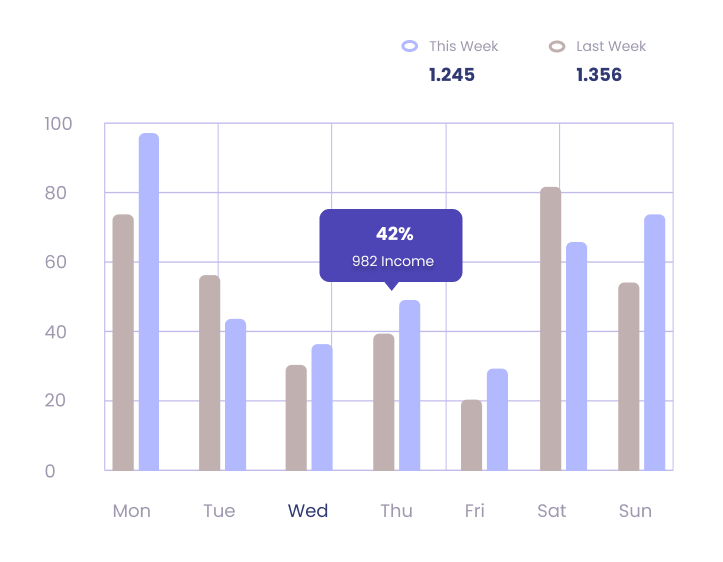 This Week
Last Week
1.245
1.356
100
80
60
40
20
0
42%
982 Income
Mon
Tue
Wed
Thu
Fri
Sat
Sun